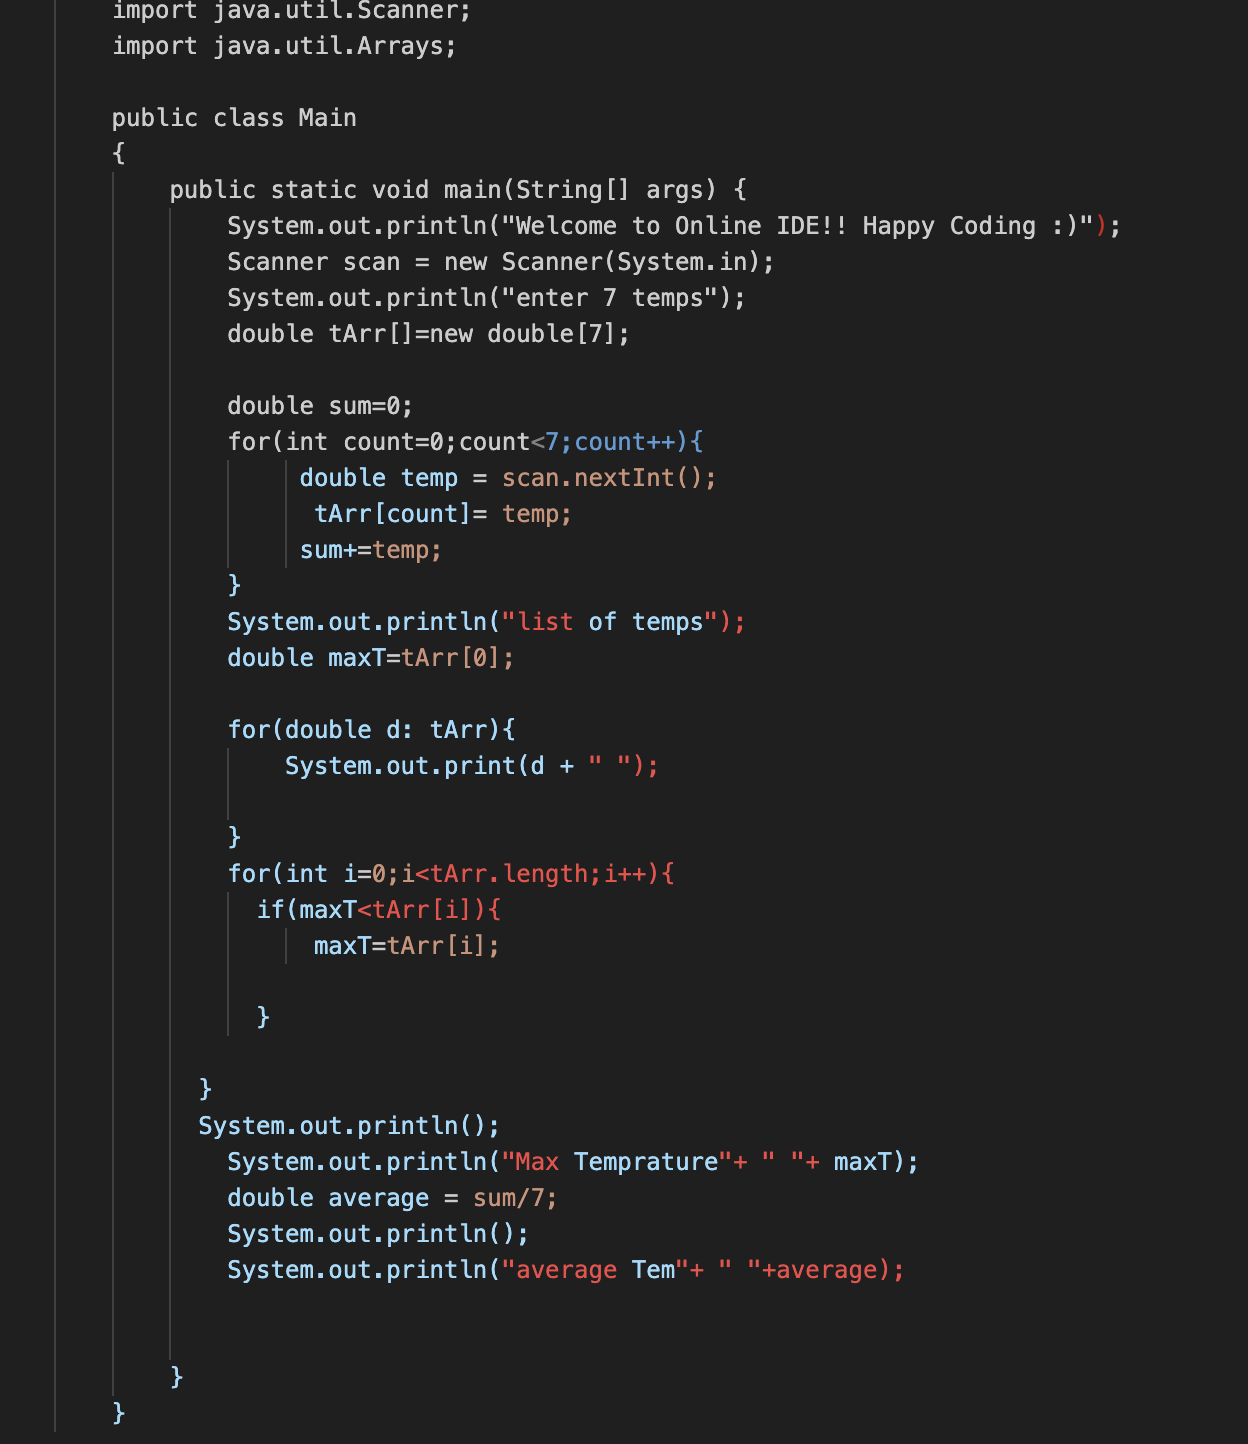 import java.util.Scanner;
import java.util.Arrays;
public class Main
{
public static void main(String[] args) {
System.out.println("Welcome to Online IDE!! Happy Coding :)");
Scanner scan = new Scanner(System.in);
System.out.println("enter 7 temps");
double tArr[]=new double[7];
double sum=0;
for(int count=0;count<7;count++){
double temp = scan.nextInt();
tArr[count]= temp;
sum+=temp;
}
System.out.println("list of temps");
double maxT=tArr[0];
for(double d: tArr){
System.out.print(d + " ");
}
for(int i=0;i<tArr.length;i++){
if(maxT<tArr[i]){
maxT=tArr[i];
}
}
System.out.println();
System.out.println("Max Temprature"+ " "+ maxT);
double average = sum/7;
System.out.println();
System.out.println("average Tem"+ " "+average);
}
}